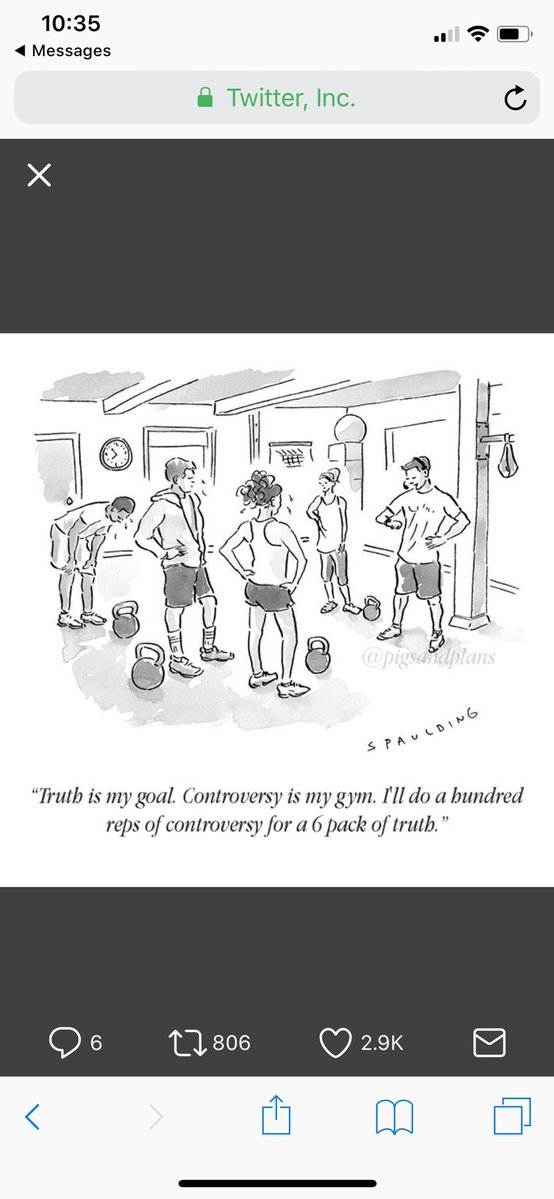 10:35
Messages
Twitter, Inc.
@pigsandplans
SPAULDING
“Truth is my goal. Controversy is my gym. I'll do a hundred
reps of controversy for a 6 pack of truth.”
6
806
2.9K